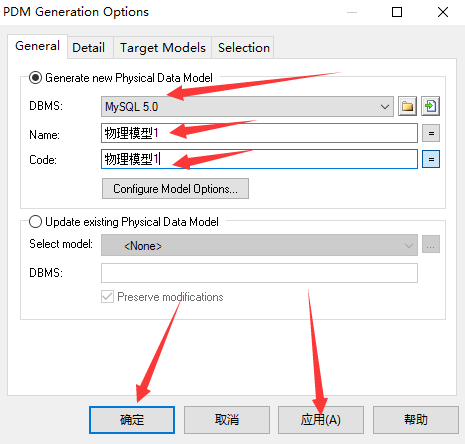 PDM Generation Options
General Detail Target Models Selection
Generate new Physical Data Model
DBMS: MySQL 5.0
Name: 物理模型1 =
Code: 物理模型1 =
Configure Model Options...
Update existing Physical Data Model
Select model: <None> ...
DBMS:
Preserve modifications
确定 取消 应用(A) 帮助